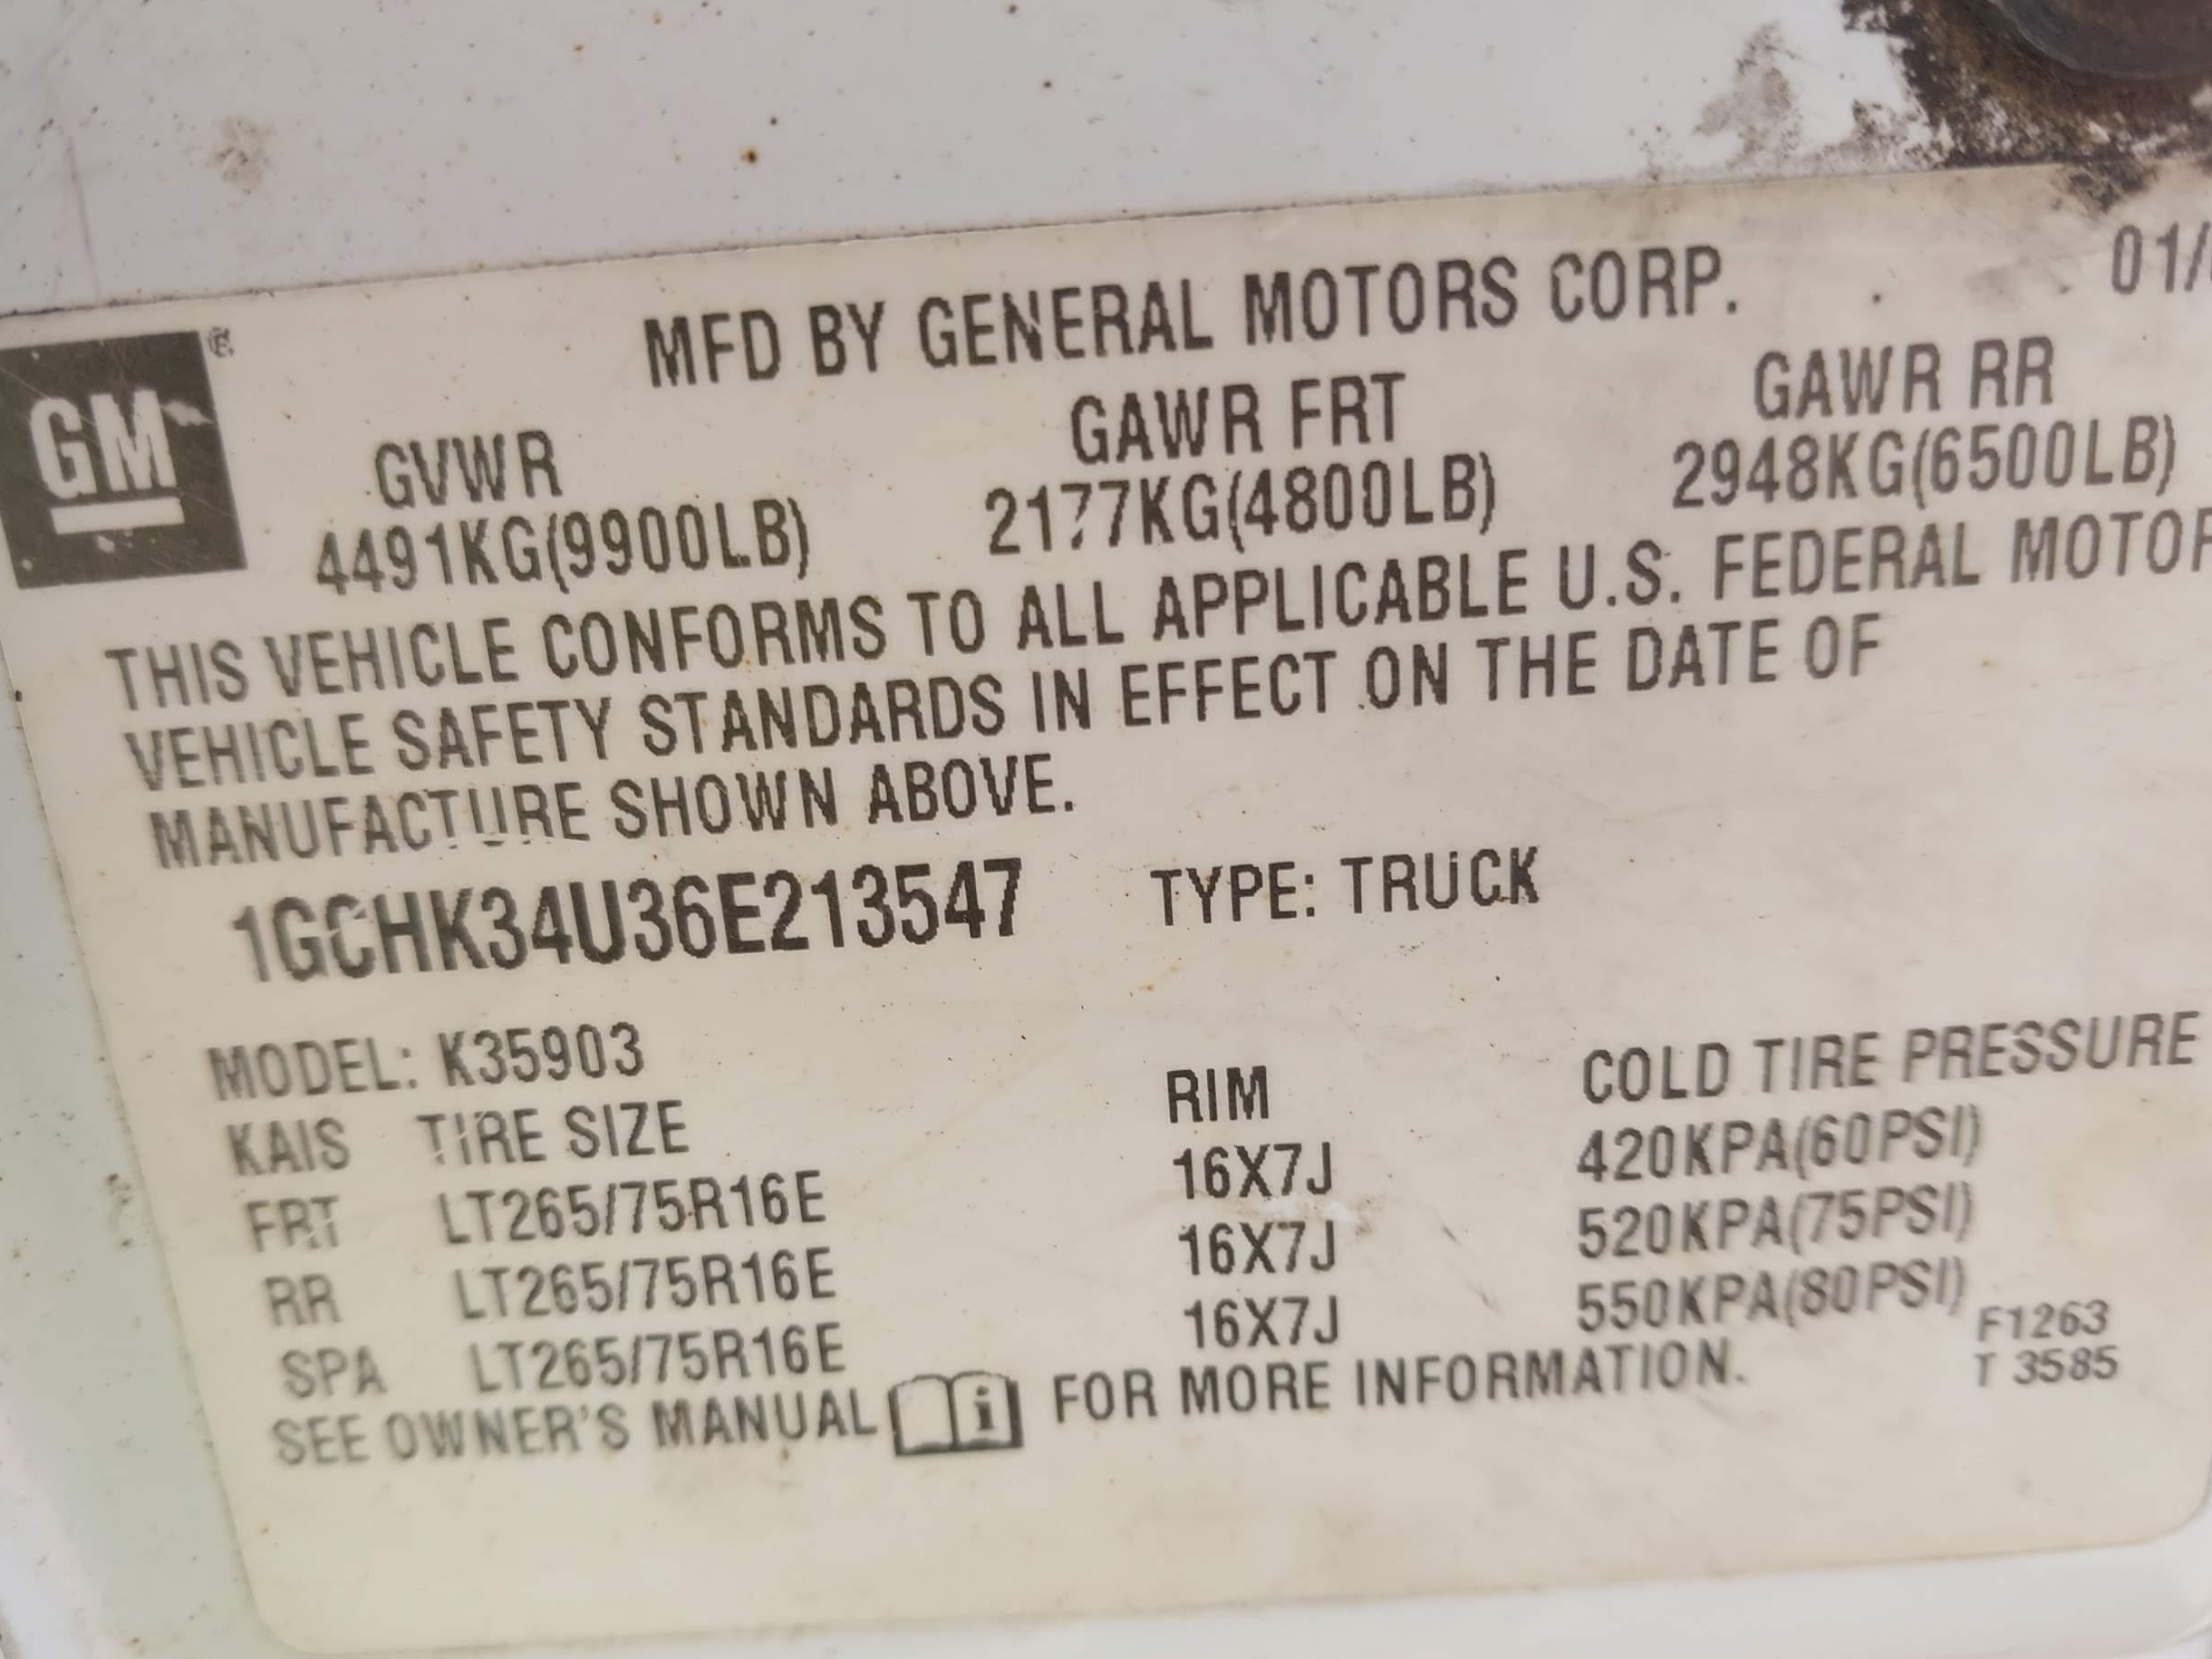 MFD BY GENERAL MOTORS CORP. 01/
GM
GVWR GAWR FRT GAWR RR
4491KG(9900LB) 2177KG(4800LB) 2948KG(6500LB)
THIS VEHICLE CONFORMS TO ALL APPLICABLE U.S. FEDERAL MOTOR
VEHICLE SAFETY STANDARDS IN EFFECT ON THE DATE OF
MANUFACTURE SHOWN ABOVE.
1GCHK34U36E213547 TYPE: TRUCK
MODEL: K35903
KAIS TIRE SIZE RIM COLD TIRE PRESSURE
FRT LT265/75R16E 16X7J 420KPA(60PSI)
RR LT265/75R16E 16X7J 520KPA(75PSI)
SPA LT265/75R16E 16X7J 550KPA(80PSI)
SEE OWNER'S MANUAL i FOR MORE INFORMATION.
F1263
T 3585